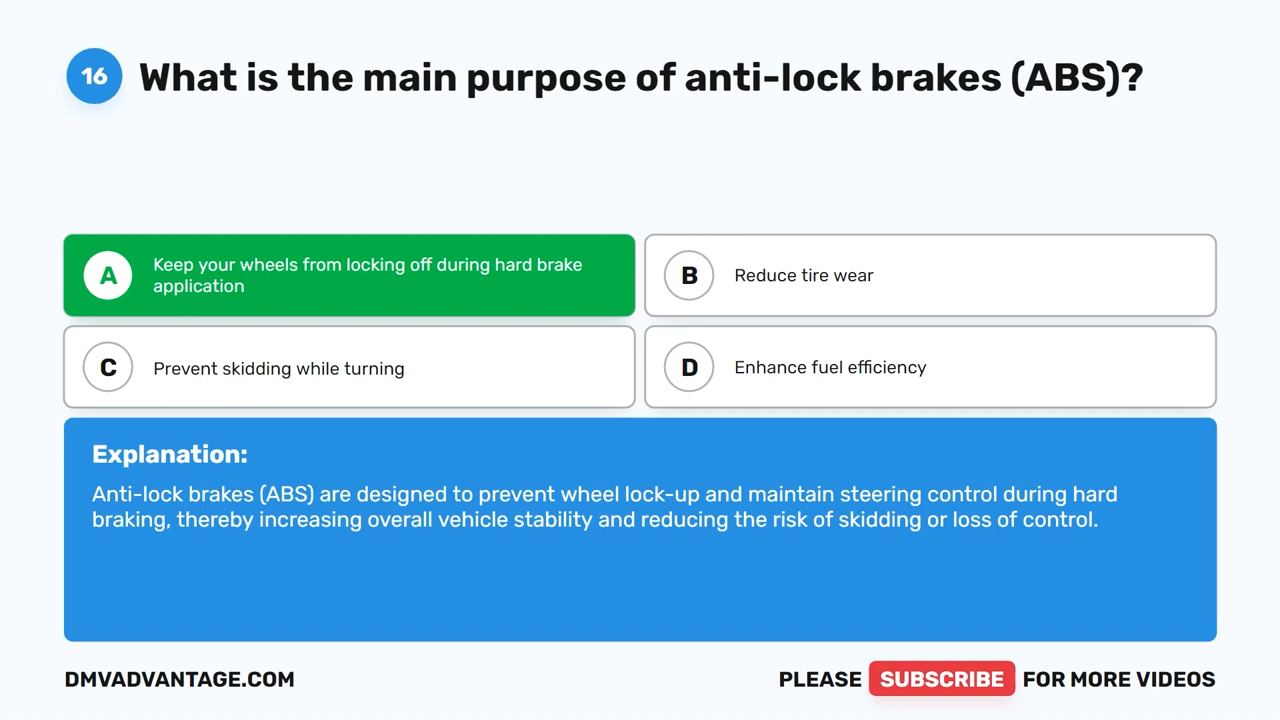 16 What is the main purpose of anti-lock brakes (ABS)?
A Keep your wheels from locking off during hard brake
application
B Reduce tire wear
C Prevent skidding while turning
D Enhance fuel efficiency
Explanation:
Anti-lock brakes (ABS) are designed to prevent wheel lock-up and maintain steering control during hard
braking, thereby increasing overall vehicle stability and reducing the risk of skidding or loss of control.
DMVADVANTAGE.COM
PLEASE SUBSCRIBE FOR MORE VIDEOS